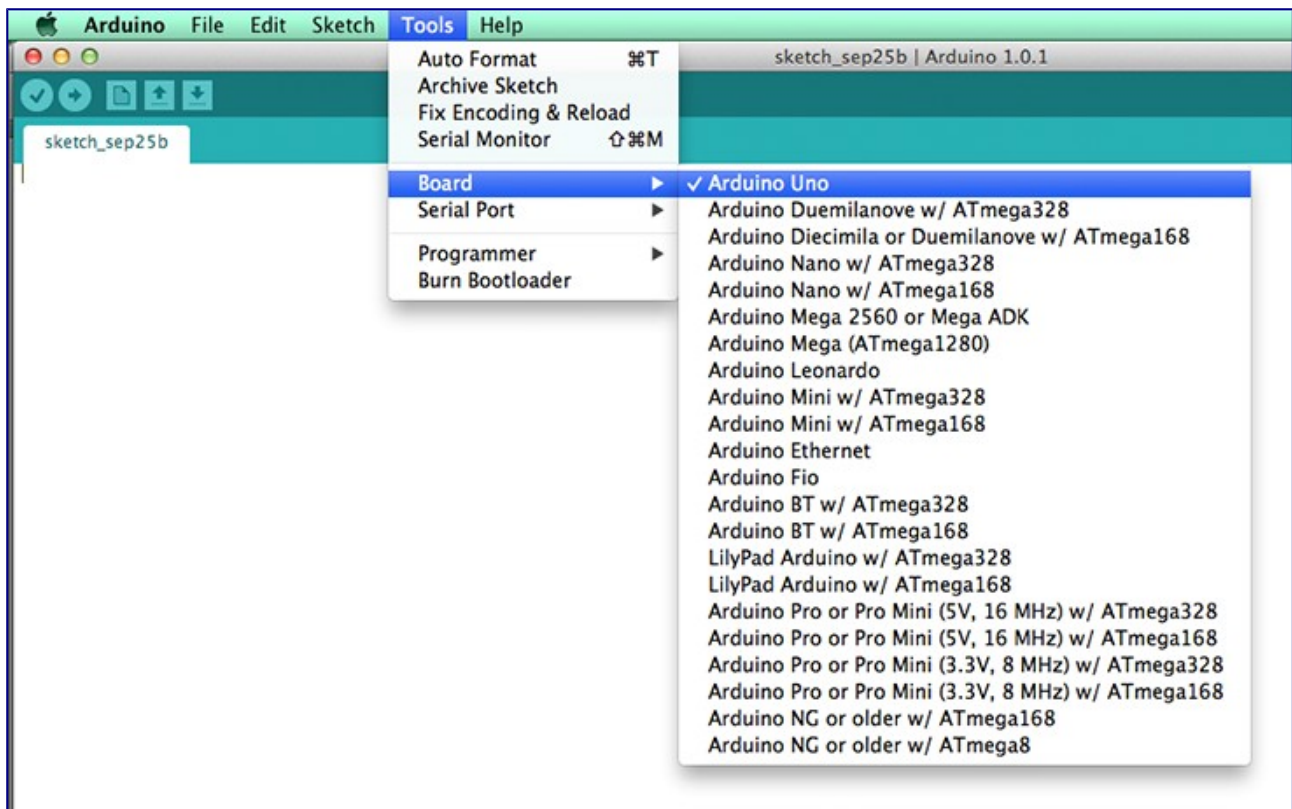 Arduino File Edit Sketch Tools Help
sketch_sep25b | Arduino 1.0.1
Auto Format ⌘T
Archive Sketch
Fix Encoding & Reload
Serial Monitor ⇧⌘M
sketch_sep25b
Board
Serial Port
Programmer
Burn Bootloader
✓ Arduino Uno
Arduino Duemilanove w/ ATmega328
Arduino Diecimila or Duemilanove w/ ATmega168
Arduino Nano w/ ATmega328
Arduino Nano w/ ATmega168
Arduino Mega 2560 or Mega ADK
Arduino Mega (ATmega1280)
Arduino Leonardo
Arduino Mini w/ ATmega328
Arduino Mini w/ ATmega168
Arduino Ethernet
Arduino Fio
Arduino BT w/ ATmega328
Arduino BT w/ ATmega168
LilyPad Arduino w/ ATmega328
LilyPad Arduino w/ ATmega168
Arduino Pro or Pro Mini (5V, 16 MHz) w/ ATmega328
Arduino Pro or Pro Mini (5V, 16 MHz) w/ ATmega168
Arduino Pro or Pro Mini (3.3V, 8 MHz) w/ ATmega328
Arduino Pro or Pro Mini (3.3V, 8 MHz) w/ ATmega168
Arduino NG or older w/ ATmega168
Arduino NG or older w/ ATmega8